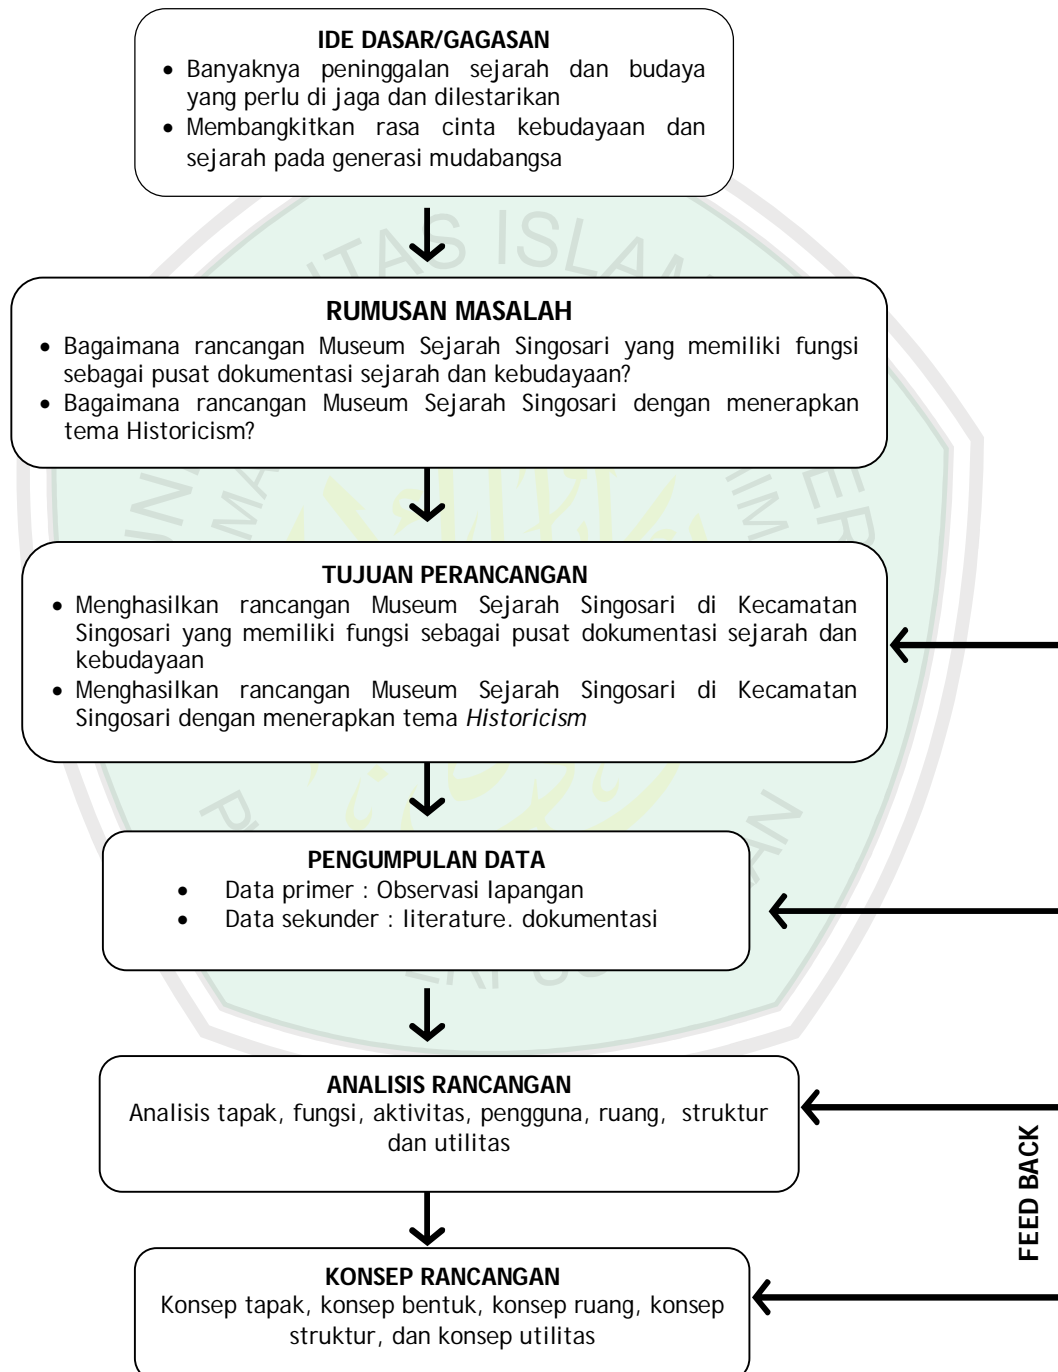 IDE DASAR/GAGASAN
• Banyaknya peninggalan sejarah dan budaya
yang perlu di jaga dan dilestarikan
• Membangkitkan rasa cinta kebudayaan dan
sejarah pada generasi mudabangsa
RUMUSAN MASALAH
• Bagaimana rancangan Museum Sejarah Singosari yang memiliki fungsi
sebagai pusat dokumentasi sejarah dan kebudayaan?
• Bagaimana rancangan Museum Sejarah Singosari dengan menerapkan
tema Historicism?
TUJUAN PERANCANGAN
• Menghasilkan rancangan Museum Sejarah Singosari di Kecamatan
Singosari yang memiliki fungsi sebagai pusat dokumentasi sejarah dan
kebudayaan
• Menghasilkan rancangan Museum Sejarah Singosari di Kecamatan
Singosari dengan menerapkan tema Historicism
PENGUMPULAN DATA
• Data primer : Observasi lapangan
• Data sekunder : literature. dokumentasi
ANALISIS RANCANGAN
Analisis tapak, fungsi, aktivitas, pengguna, ruang, struktur
dan utilitas
FEED BACK
KONSEP RANCANGAN
Konsep tapak, konsep bentuk, konsep ruang, konsep
struktur, dan konsep utilitas